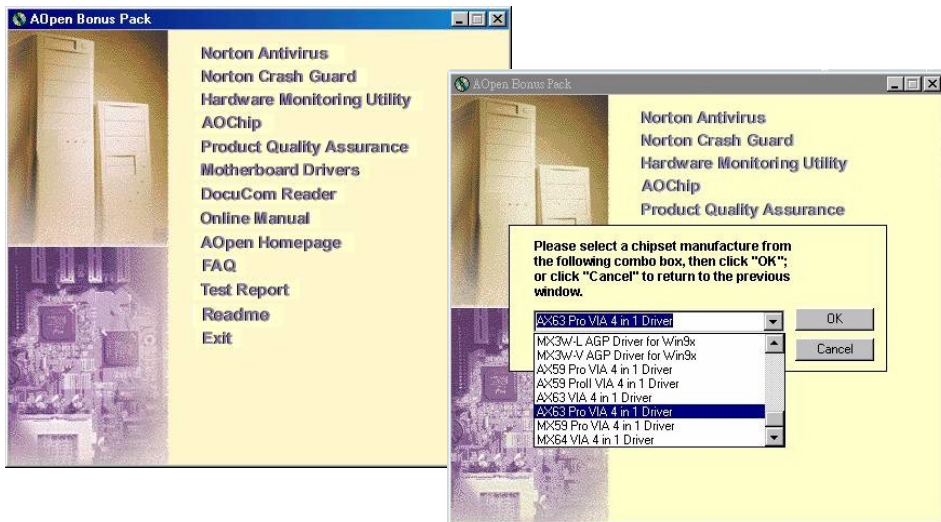 AOpen Bonus Pack
Norton Antivirus
Norton Crash Guard
Hardware Monitoring Utility
AOChip
Product Quality Assurance
Motherboard Drivers
DocuCom Reader
Online Manual
AOpen Homepage
FAQ
Test Report
Readme
Exit
AOpen Bonus Pack
Norton Antivirus
Norton Crash Guard
Hardware Monitoring Utility
AOChip
Product Quality Assurance
Please select a chipset manufacture from
the following combo box, then click "OK";
or click "Cancel" to return to the previous
window.
AX63 Pro VIA 4 in 1 Driver
OK
Cancel
MX3W-L AGP Driver for Win9x
MX3W-V AGP Driver for Win9x
AX59 Pro VIA 4 in 1 Driver
AX59 ProII VIA 4 in 1 Driver
AX63 VIA 4 in 1 Driver
AX63 Pro VIA 4 in 1 Driver
MX59 Pro VIA 4 in 1 Driver
MX64 VIA 4 in 1 Driver